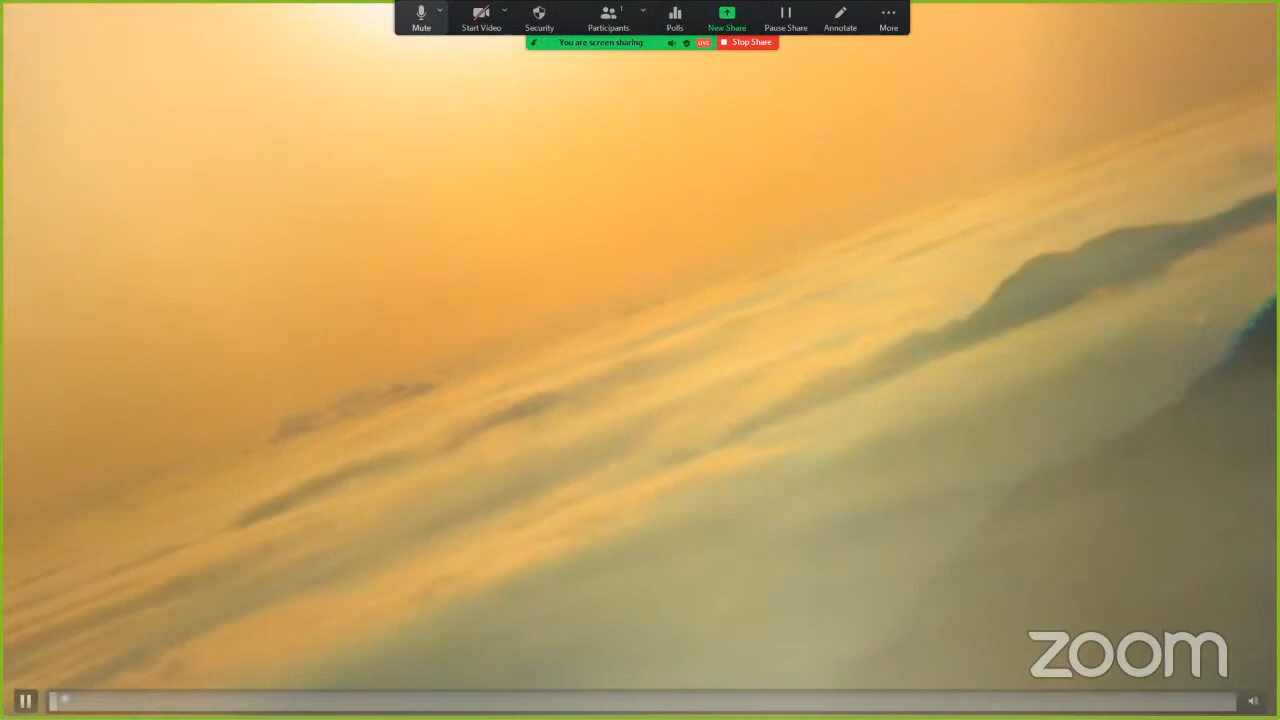 Mute
Start Video
Security
Participants
1
Polls
New Share
Pause Share
Annotate
More
You are screen sharing
LIVE
Stop Share
zoom